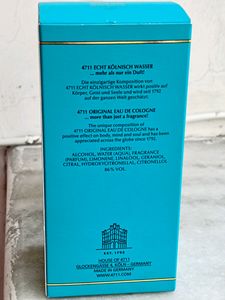 4711 ECHT KÖLNISCH WASSER
... mehr als nur ein Duft!
Die einzigartige Komposition von
4711 ECHT KÖLNISCH WASSER wirkt positiv auf
Körper, Geist und Seele und wird seit 1792
auf der ganzen Welt geschätzt.
4711 ORIGINAL EAU DE COLOGNE
... more than just a fragrance!
The unique composition of
4711 ORIGINAL EAU DE COLOGNE has a
positive effect on body, mind and soul and has been
appreciated across the globe since 1792.
INGREDIENTS:
ALCOHOL, WATER (AQUA), FRAGRANCE
(PARFUM), LIMONENE, LINALOOL, GERANIOL,
CITRAL, HYDROXYCITRONELLAL, CITRONELLOL
86% VOL.
EST. 1792
HOUSE OF 4711
GLOCKENGASSE 4, KÖLN - GERMANY
MADE IN GERMANY
WWW.4711.COM